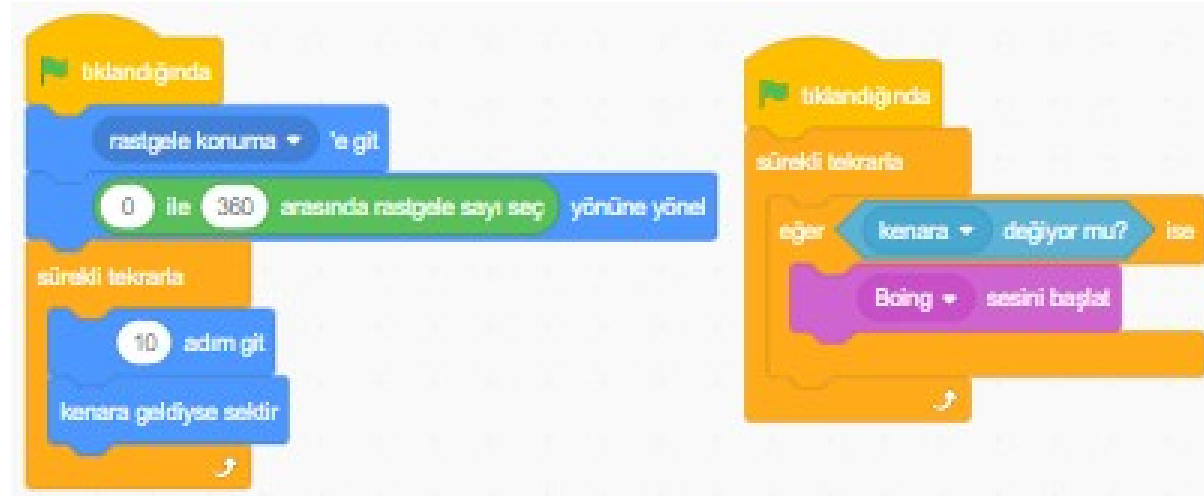 tıklandığında
rastgele konuma 'e git
0 ile 360 arasında rastgele sayı seç yönüne yönel
sürekli tekrarla
10 adım git
kenara geldiyse sektir
tıklandığında
sürekli tekrarla
eğer kenara değiyor mu? ise
Boing sesini başlat